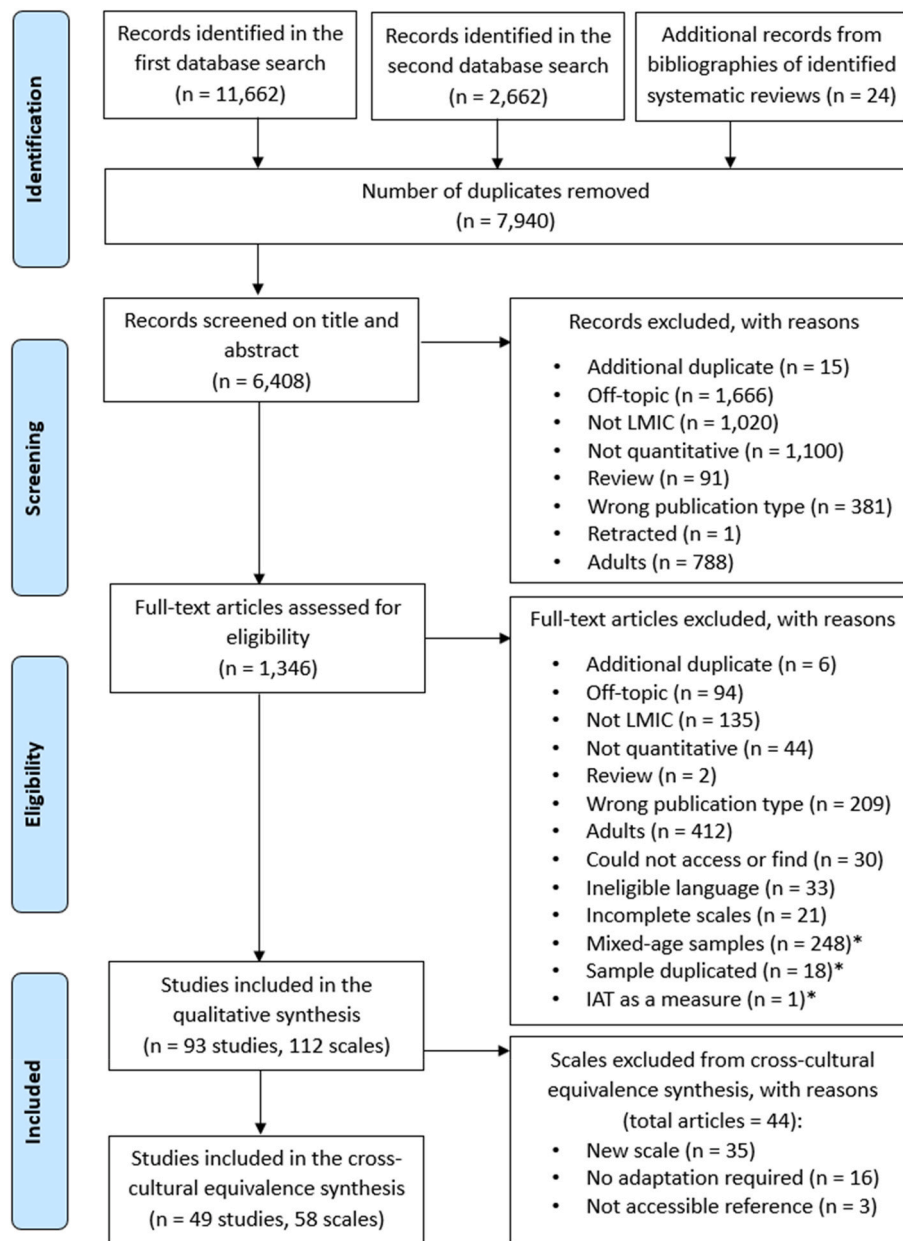 Identification
Records identified in the
first database search
(n = 11,662)
Records identified in the
second database search
(n = 2,662)
Additional records from
bibliographies of identified
systematic reviews (n = 24)
Number of duplicates removed
(n = 7,940)
Screening
Records screened on title and
abstract
(n = 6,408)
Records excluded, with reasons
• Additional duplicate (n = 15)
• Off-topic (n = 1,666)
• Not LMIC (n = 1,020)
• Not quantitative (n = 1,100)
• Review (n = 91)
• Wrong publication type (n = 381)
• Retracted (n = 1)
• Adults (n = 788)
Eligibility
Full-text articles assessed for
eligibility
(n = 1,346)
Full-text articles excluded, with reasons
• Additional duplicate (n = 6)
• Off-topic (n = 94)
• Not LMIC (n = 135)
• Not quantitative (n = 44)
• Review (n = 2)
• Wrong publication type (n = 209)
• Adults (n = 412)
• Could not access or find (n = 30)
• Ineligible language (n = 33)
• Incomplete scales (n = 21)
• Mixed-age samples (n = 248)*
• Sample duplicated (n = 18)*
• IAT as a measure (n = 1)*
Included
Studies included in the
qualitative synthesis
(n = 93 studies, 112 scales)
Scales excluded from cross-cultural
equivalence synthesis, with reasons
(total articles = 44):
• New scale (n = 35)
• No adaptation required (n = 16)
• Not accessible reference (n = 3)
Studies included in the cross-
cultural equivalence synthesis
(n = 49 studies, 58 scales)